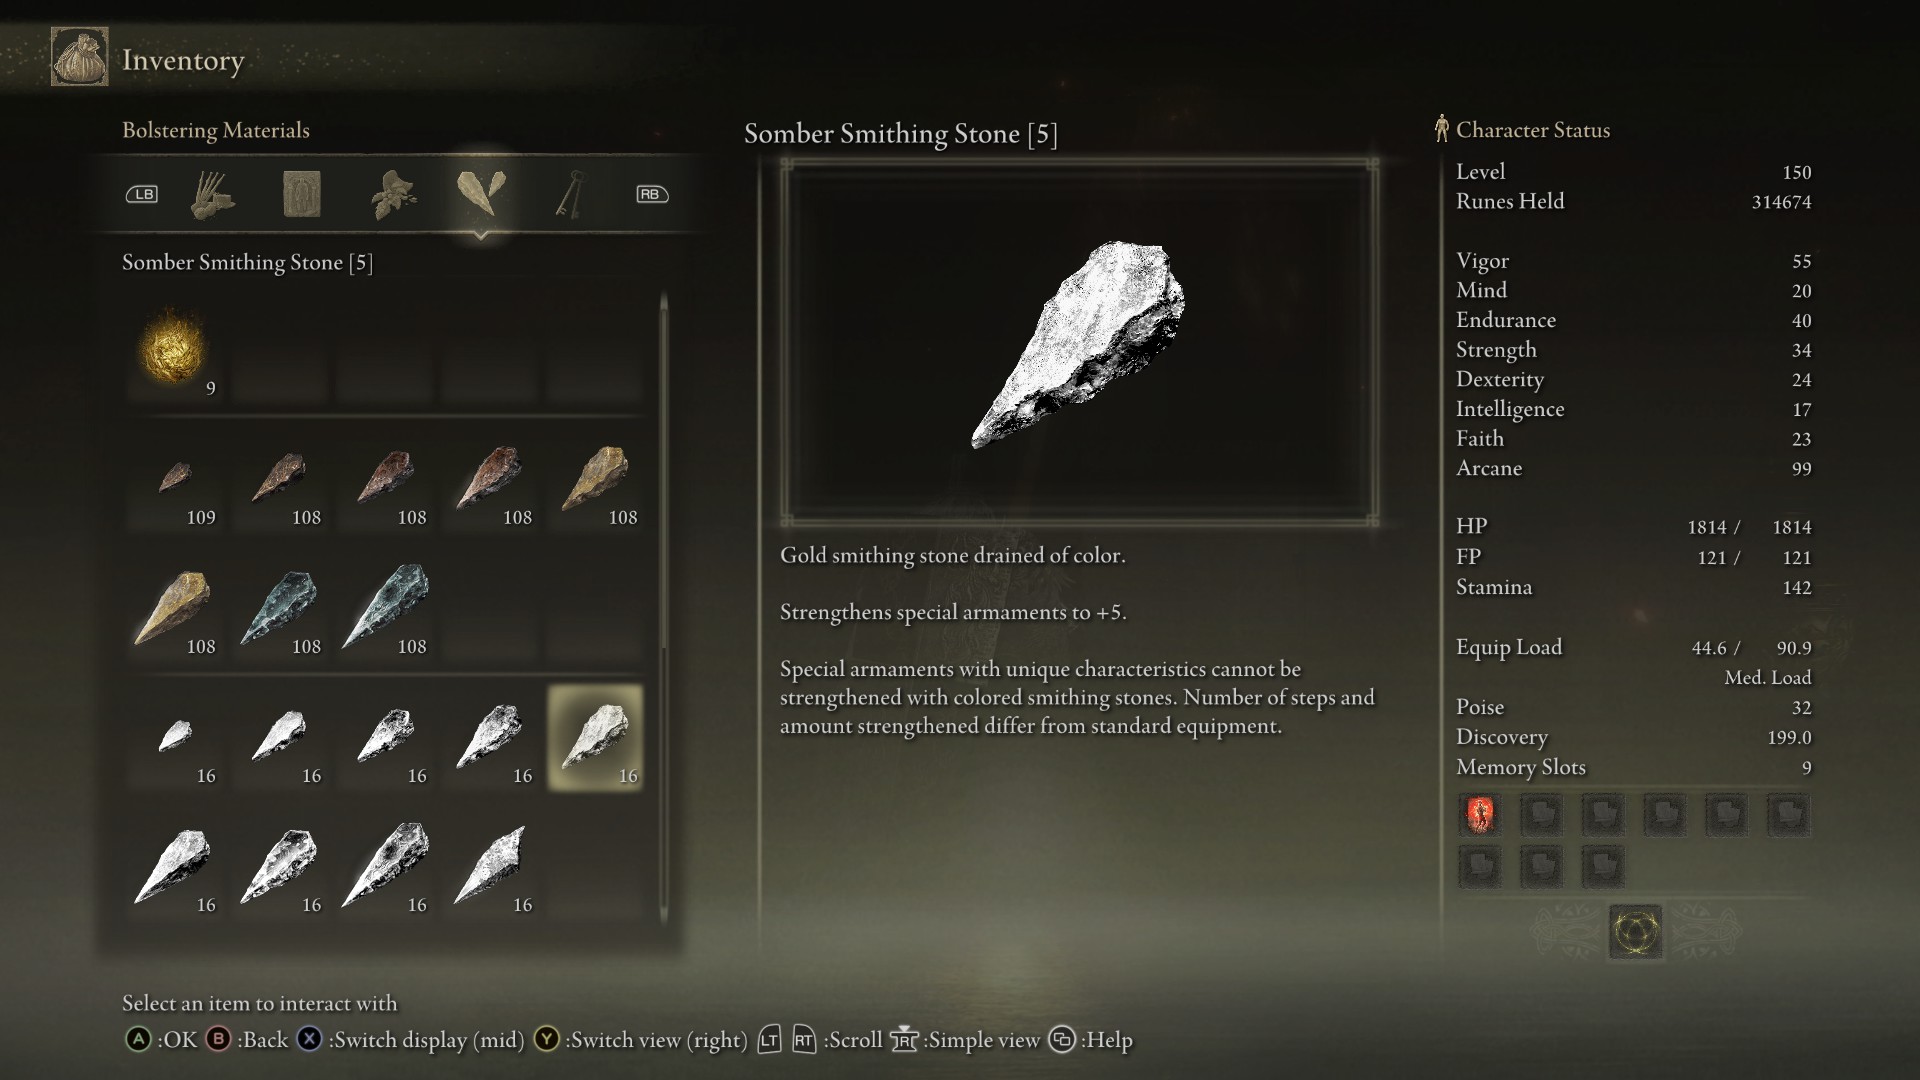 Inventory
Bolstering Materials
LB
RB
Somber Smithing Stone [5]
9
109 108 108 108 108
108 108 108
16 16 16 16 16
16 16 16 16
Somber Smithing Stone [5]
Gold smithing stone drained of color.
Strengthens special armaments to +5.
Special armaments with unique characteristics cannot be
strengthened with colored smithing stones. Number of steps and
amount strengthened differ from standard equipment.
Character Status
Level 150
Runes Held 314674
Vigor 55
Mind 20
Endurance 40
Strength 34
Dexterity 24
Intelligence 17
Faith 23
Arcane 99
HP 1814 / 1814
FP 121 / 121
Stamina 142
Equip Load 44.6 / 90.9
Med. Load
Poise 32
Discovery 199.0
Memory Slots 9
Select an item to interact with
A :OK B :Back X :Switch display (mid) Y :Switch view (right) LT RT :Scroll R :Simple view :Help